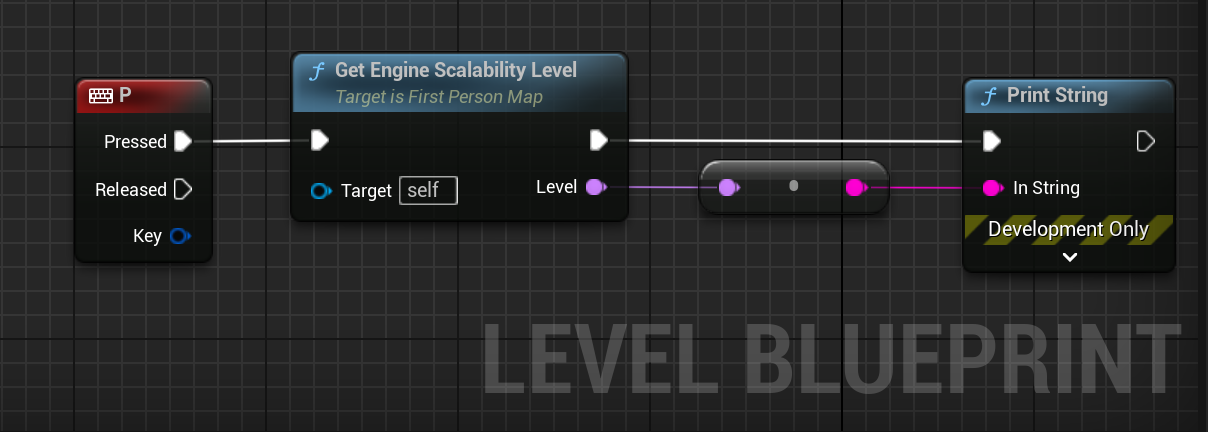 P
Pressed
Released
Key
Get Engine Scalability Level
Target is First Person Map
Target self
Level
Print String
In String
Development Only
LEVEL BLUEPRINT